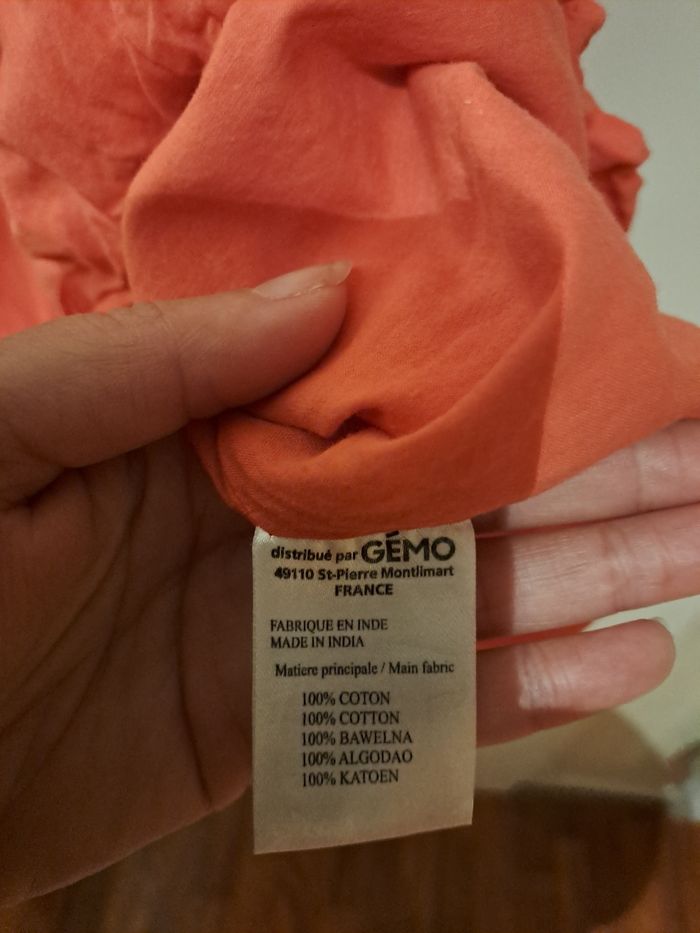 distribué par GÉMO
49110 St-Pierre Montlimart
FRANCE
FABRIQUE EN INDE
MADE IN INDIA
Matiere principale / Main fabric
100% COTON
100% COTTON
100% BAWELNA
100% ALGODAO
100% KATOEN